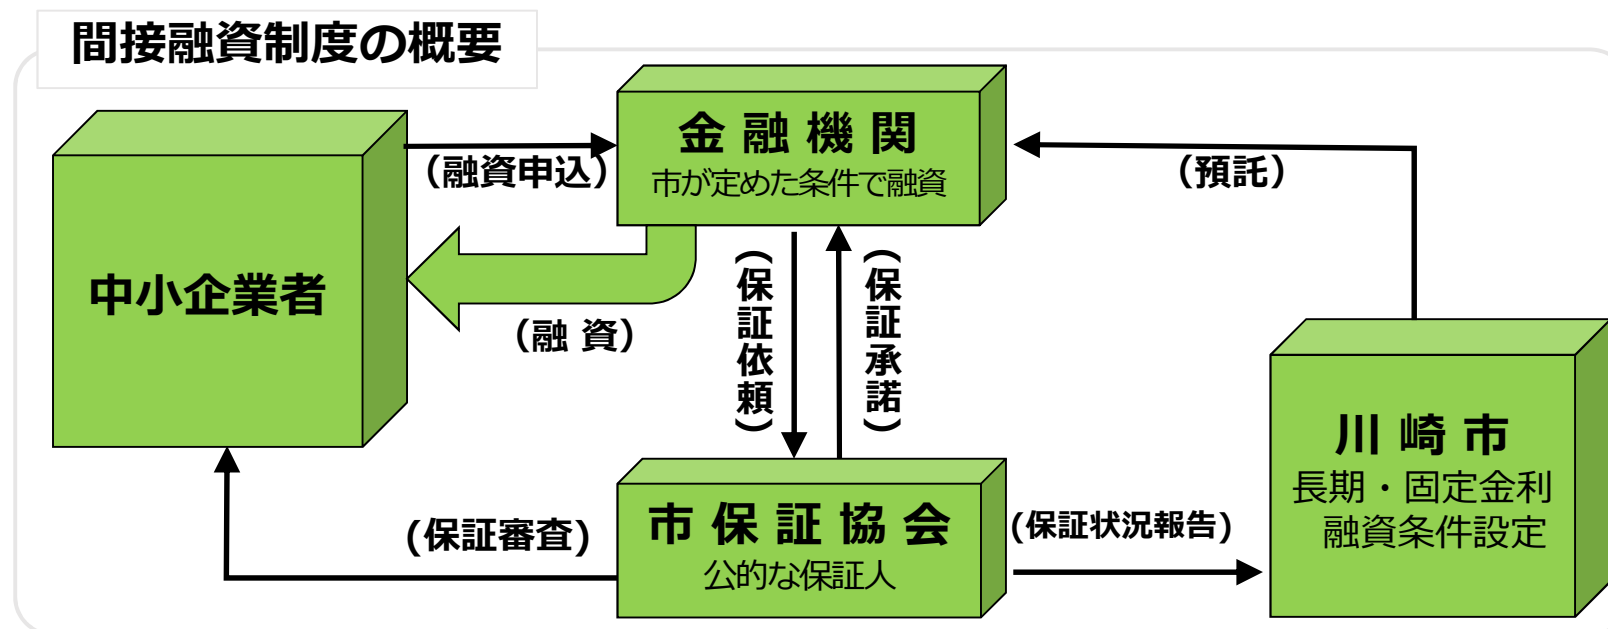 間接融資制度の概要
中小企業者
(融資申込)
金融機関
市が定めた条件で融資
(預託)
(融 資)
(保証依頼)
(保証承諾)
川崎市
長期・固定金利
融資条件設定
(保証審査)
市保証協会
公的な保証人
(保証状況報告)